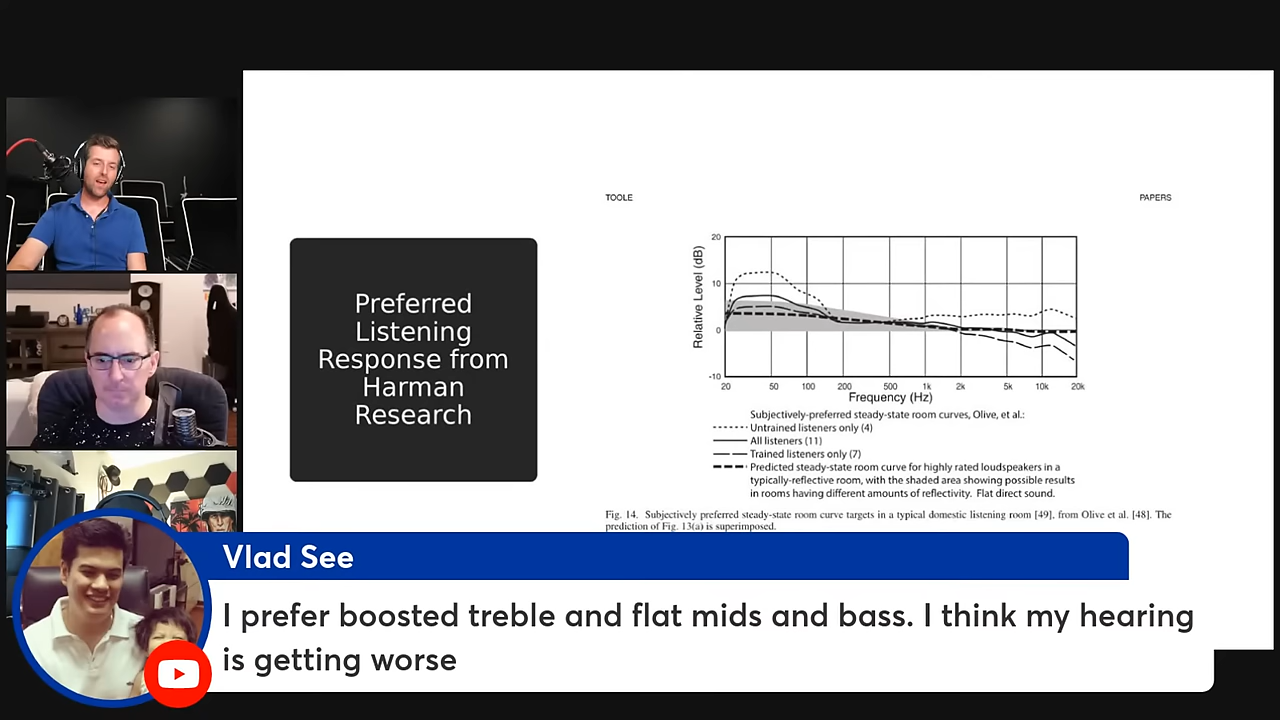 TOOLE
PAPERS
Preferred
Listening
Response from
Harman
Research
Relative Level (dB)
20
10
0
-10
20
50
100
200
500
1k
2k
5k
10k
20k
Frequency (Hz)
Subjectively-preferred steady-state room curves, Olive, et al.:
Untrained listeners only (4)
All listeners (11)
Trained listeners only (7)
Predicted steady-state room curve for highly rated loudspeakers in a
typically-reflective room, with the shaded area showing possible results
in rooms having different amounts of reflectivity. Flat direct sound.
Fig. 14. Subjectively preferred steady-state room curve targets in a typical domestic listening room [49], from Olive et al. [48]. The
prediction of Fig. 13(a) is superimposed.
Vlad See
I prefer boosted treble and flat mids and bass. I think my hearing
is getting worse